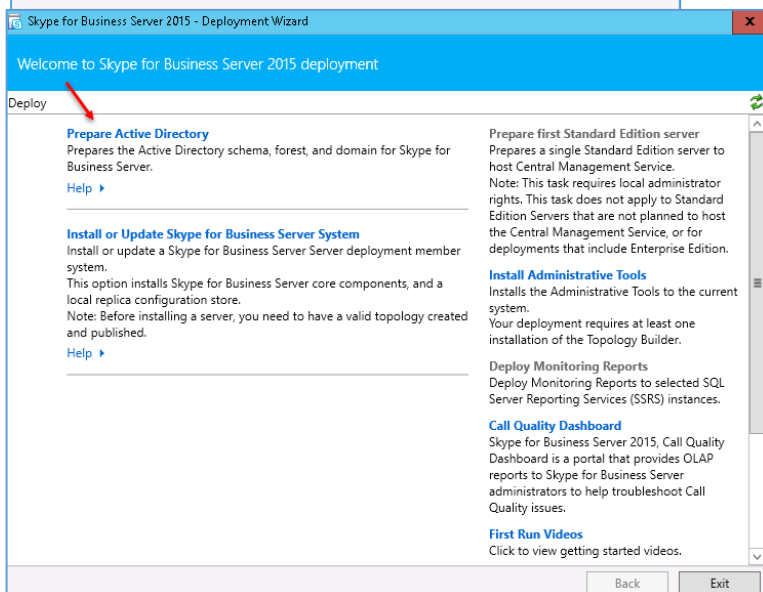 Skype for Business Server 2015 - Deployment Wizard
x
Welcome to Skype for Business Server 2015 deployment
Deploy
Prepare Active Directory
Prepares the Active Directory schema, forest, and domain for Skype for
Business Server.
Help
Install or Update Skype for Business Server System
Install or update a Skype for Business Server Server deployment member
system.
This option installs Skype for Business Server core components, and a
local replica configuration store.
Note: Before installing a server, you need to have a valid topology created
and published.
Help
Prepare first Standard Edition server
Prepares a single Standard Edition server to
host Central Management Service.
Note: This task requires local administrator
rights. This task does not apply to Standard
Edition Servers that are not planned to host
the Central Management Service, or for
deployments that include Enterprise Edition.
Install Administrative Tools
Installs the Administrative Tools to the current
system.
Your deployment requires at least one
installation of the Topology Builder.
Deploy Monitoring Reports
Deploy Monitoring Reports to selected SQL
Server Reporting Services (SSRS) instances.
Call Quality Dashboard
Skype for Business Server 2015, Call Quality
Dashboard is a portal that provides OLAP
reports to Skype for Business Server
administrators to help troubleshoot Call
Quality issues.
First Run Videos
Click to view getting started videos.
Back
Exit